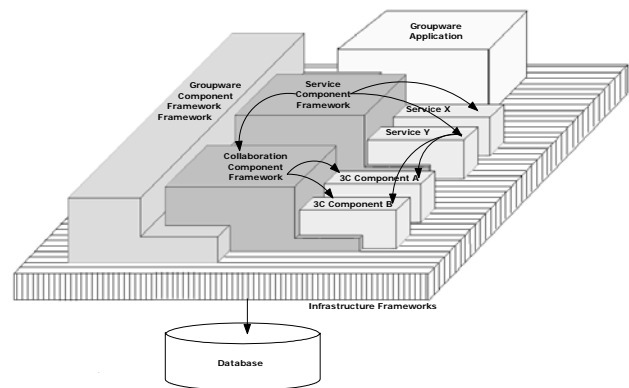 Groupware
Application
Groupware
Component
Framework
Framework
Service
Component
Framework
Service X
Service Y
Collaboration
Component
Framework
3C Component A
3C Component B
Infrastructure Frameworks
Database